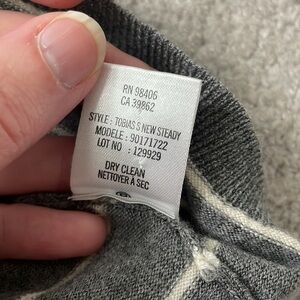 RN 98406
CA 39862
STYLE : TOBIAS S NEW STEADY
MODELE : 90171722
LOT NO : 129929
DRY CLEAN
NETTOYER À SEC